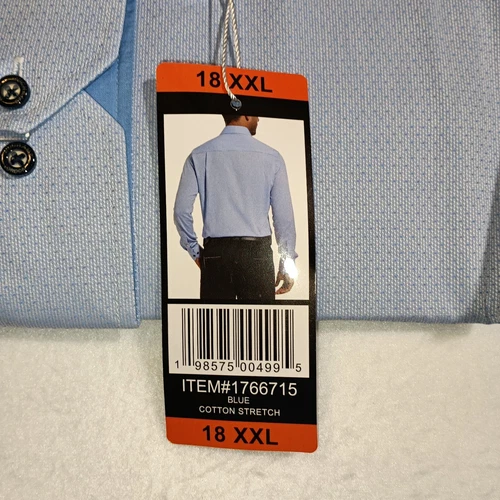 18 XXL
1 98575 00499 5
ITEM#1766715
BLUE
COTTON STRETCH
18 XXL